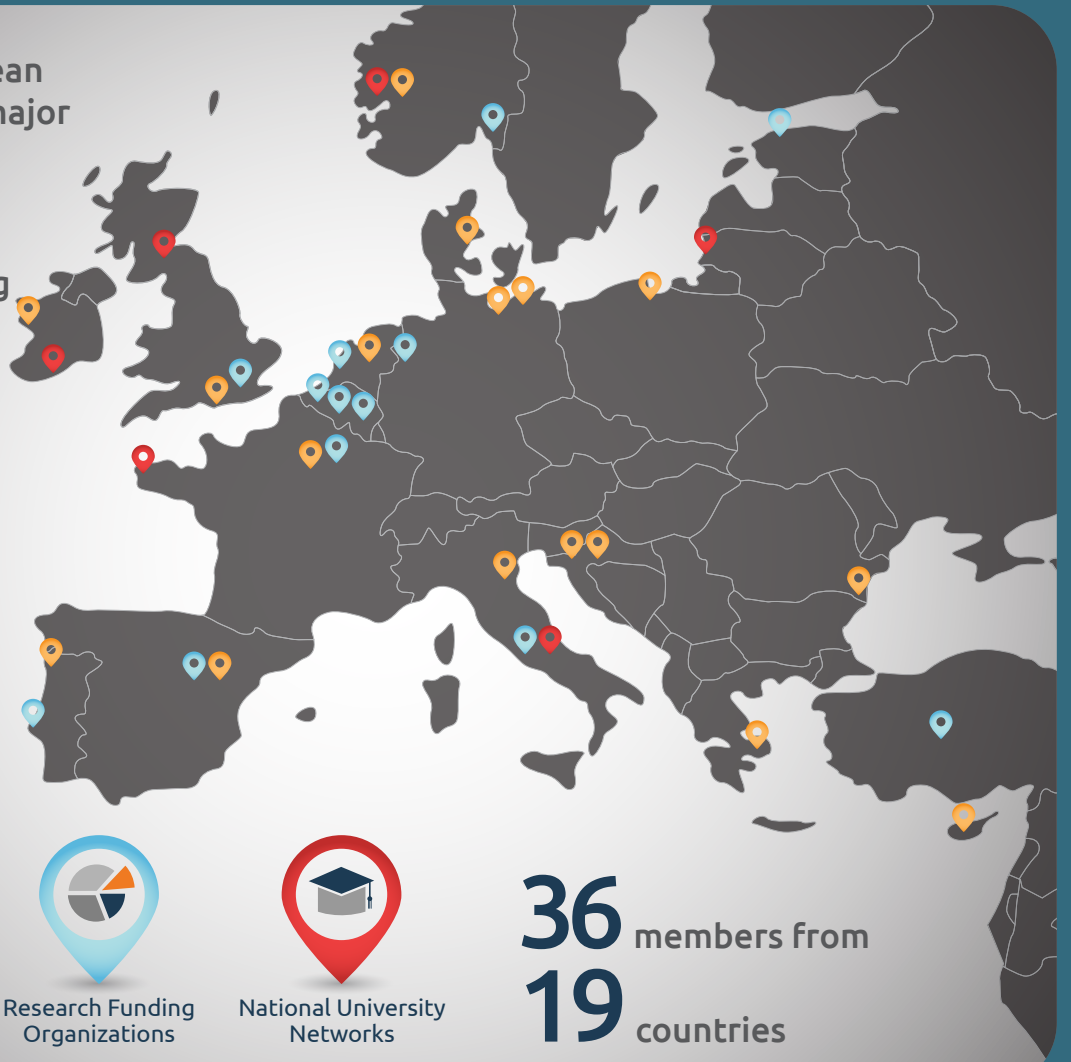 ean
major
g
Research Funding
Organizations
National University
Networks
36 members from
19 countries